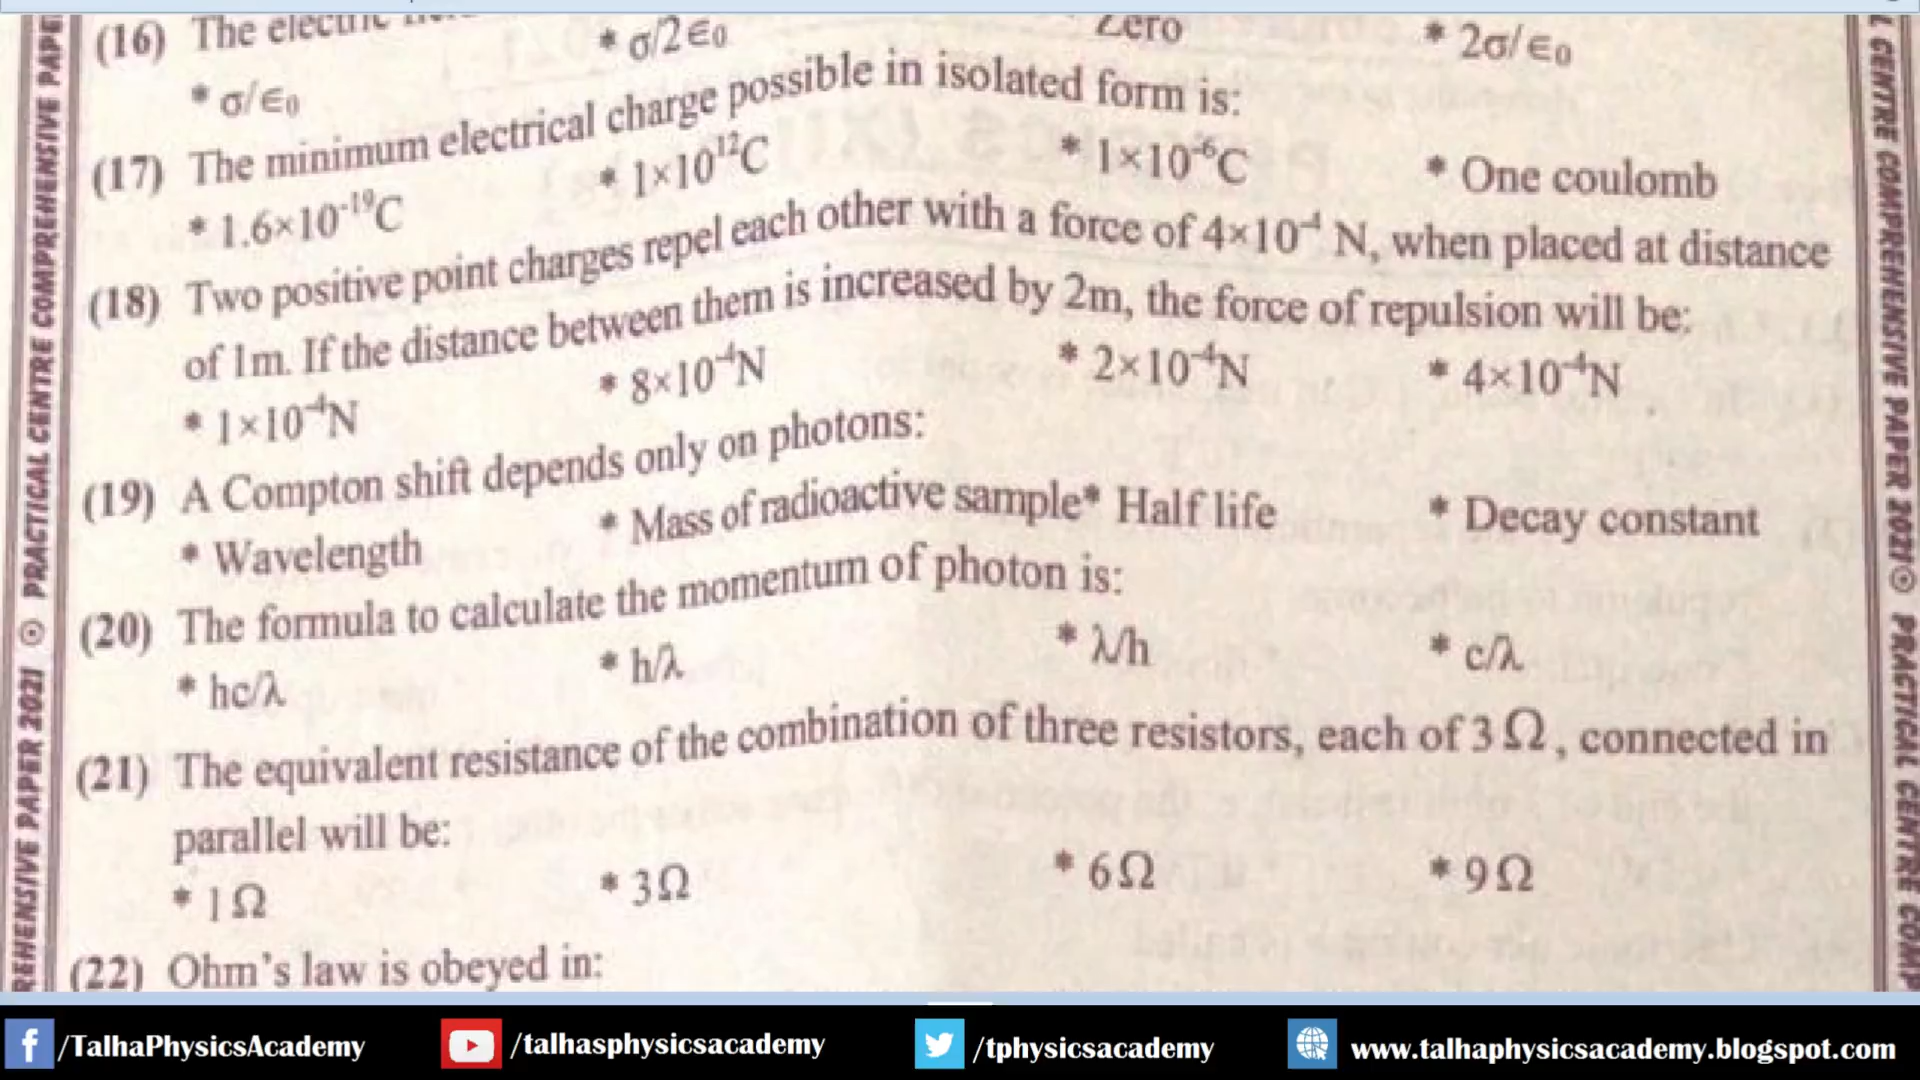 (16) The electric
* σ/∈₀ * σ/2∈₀ Zero * 2σ/∈₀
(17) The minimum electrical charge possible in isolated form is:
* 1.6×10⁻¹⁹C * 1×10¹²C * 1×10⁻⁶C * One coulomb
(18) Two positive point charges repel each other with a force of 4×10⁻⁴ N, when placed at distance
of 1m. If the distance between them is increased by 2m, the force of repulsion will be:
* 1×10⁻⁴N * 8×10⁻⁴N * 2×10⁻⁴N * 4×10⁻⁴N
(19) A Compton shift depends only on photons:
* Wavelength * Mass of radioactive sample * Half life * Decay constant
(20) The formula to calculate the momentum of photon is:
* hc/λ * h/λ * λ/h * c/λ
(21) The equivalent resistance of the combination of three resistors, each of 3 Ω, connected in
parallel will be:
* 1Ω * 3Ω * 6Ω * 9Ω
(22) Ohm's law is obeyed in:
REHENSIVE PAPER 2021 ⊙ PRACTICAL CENTRE COMPREHENSIVE PAPE
L CENTRE COMPREHENSIVE PAPER 2021 ⊙ PRACTICAL CENTRE COMP
/TalhaPhysicsAcademy /talhasphysicsacademy /tphysicsacademy www.talhaphysicsacademy.blogspot.com